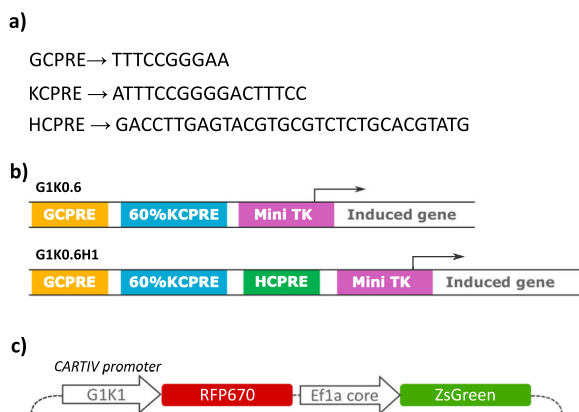 a)
GCPRE→ TTTCCGGGAA
KCPRE → ATTTCCGGGGACTTTCC
HCPRE → GACCTTGAGTACGTGCGTCTCTGCACGTATG
b)
G1K0.6
GCPRE 60%KCPRE Mini TK Induced gene
G1K0.6H1
GCPRE 60%KCPRE HCPRE Mini TK Induced gene
c)
CARTIV promoter
G1K1 RFP670 Ef1a core ZsGreen